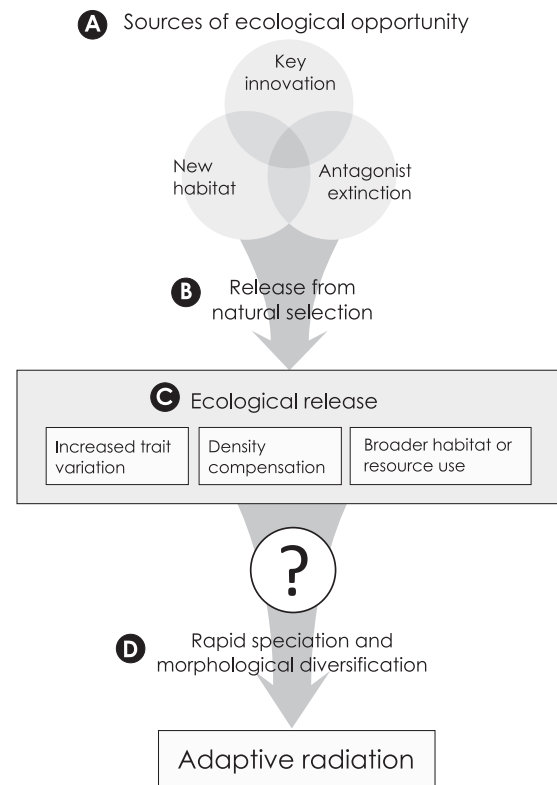 A Sources of ecological opportunity
Key
innovation
New
habitat
Antagonist
extinction
B Release from
natural selection
C Ecological release
Increased trait
variation
Density
compensation
Broader habitat or
resource use
?
D Rapid speciation and
morphological diversification
Adaptive radiation